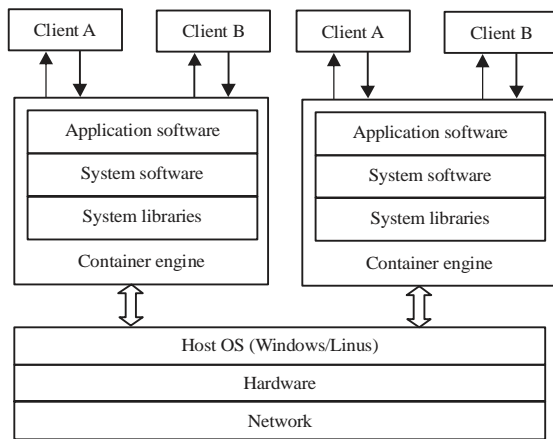 Client A
Client B
Client A
Client B
Application software
System software
System libraries
Container engine
Application software
System software
System libraries
Container engine
Host OS (Windows/Linus)
Hardware
Network